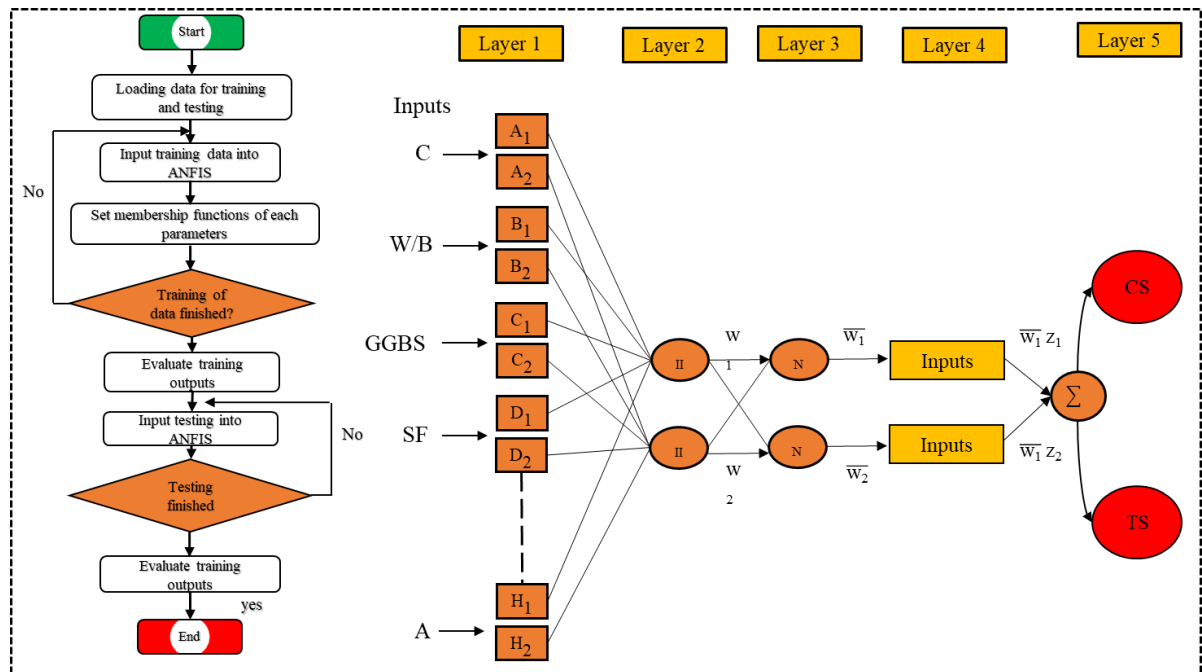 Start
Loading data for training
and testing
Input training data into
ANFIS
No
Set membership functions of each
parameters
Training of
data finished?
Evaluate training
outputs
Input testing into
ANFIS
No
Testing
finished
Evaluate training
outputs
yes
End
Layer 1
Layer 2
Layer 3
Layer 4
Layer 5
Inputs
C
A₁
A₂
W/B
B₁
B₂
GGBS
C₁
C₂
SF
D₁
D₂
A
H₁
H₂
II
II
W
1
W
2
N
N
w̅₁
w̅₂
Inputs
Inputs
w̅₁ z₁
w̅₁ z₂
∑
CS
TS